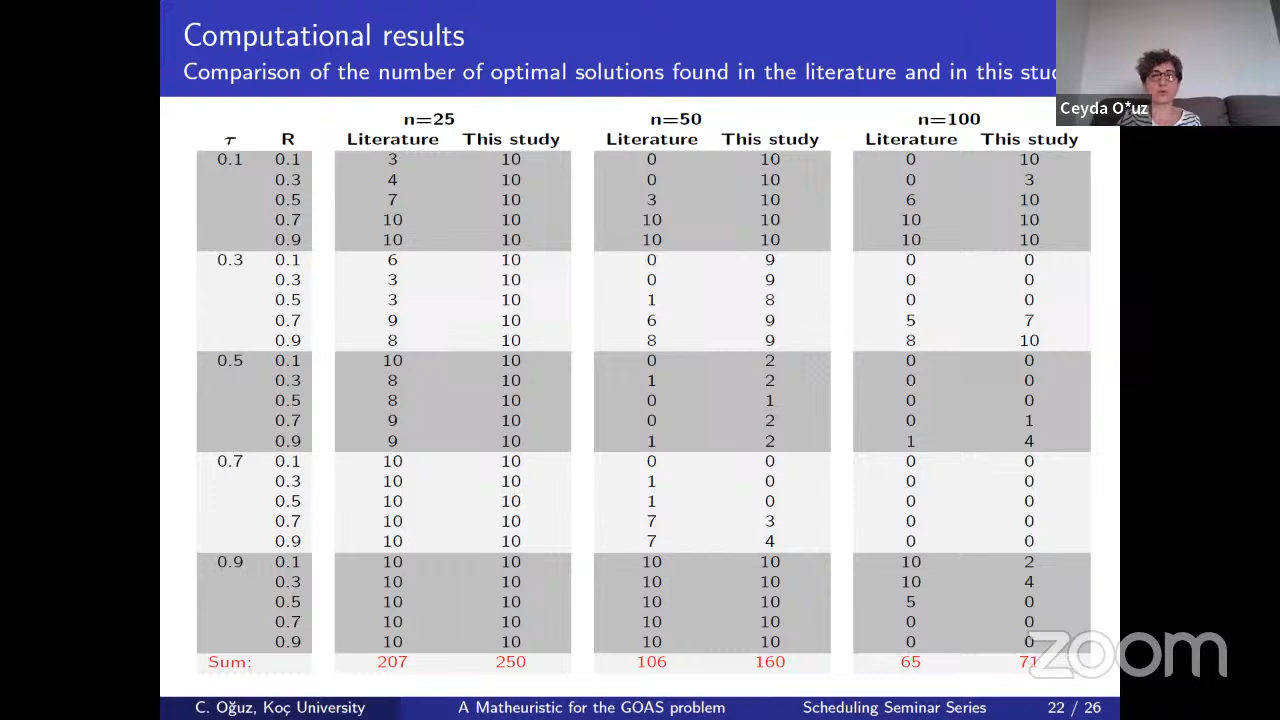 Computational results
Comparison of the number of optimal solutions found in the literature and in this
Ceyda O*uz
n=25 n=50 n=100
τ R Literature This study Literature This study Literature This study
0.1 0.1 3 10 0 10 0 10
0.3 4 10 0 10 0 3
0.5 7 10 3 10 6 10
0.7 10 10 10 10 10 10
0.9 10 10 10 10 10 10
0.3 0.1 6 10 0 9 0 0
0.3 3 10 0 9 0 0
0.5 3 10 1 8 0 0
0.7 9 10 6 9 5 7
0.9 8 10 8 9 8 10
0.5 0.1 10 10 0 2 0 0
0.3 8 10 1 2 0 0
0.5 8 10 0 1 0 0
0.7 9 10 0 2 0 1
0.9 9 10 1 2 1 4
0.7 0.1 10 10 0 0 0 0
0.3 10 10 1 0 0 0
0.5 10 10 1 0 0 0
0.7 10 10 7 3 0 0
0.9 10 10 7 4 0 0
0.9 0.1 10 10 10 10 10 2
0.3 10 10 10 10 10 4
0.5 10 10 10 10 5 0
0.7 10 10 10 10 0 0
0.9 10 10 10 10 0 0
Sum: 207 250 106 160 65 71
zoom
C. Oğuz, Koç University A Matheuristic for the GOAS problem Scheduling Seminar Series 22 / 26